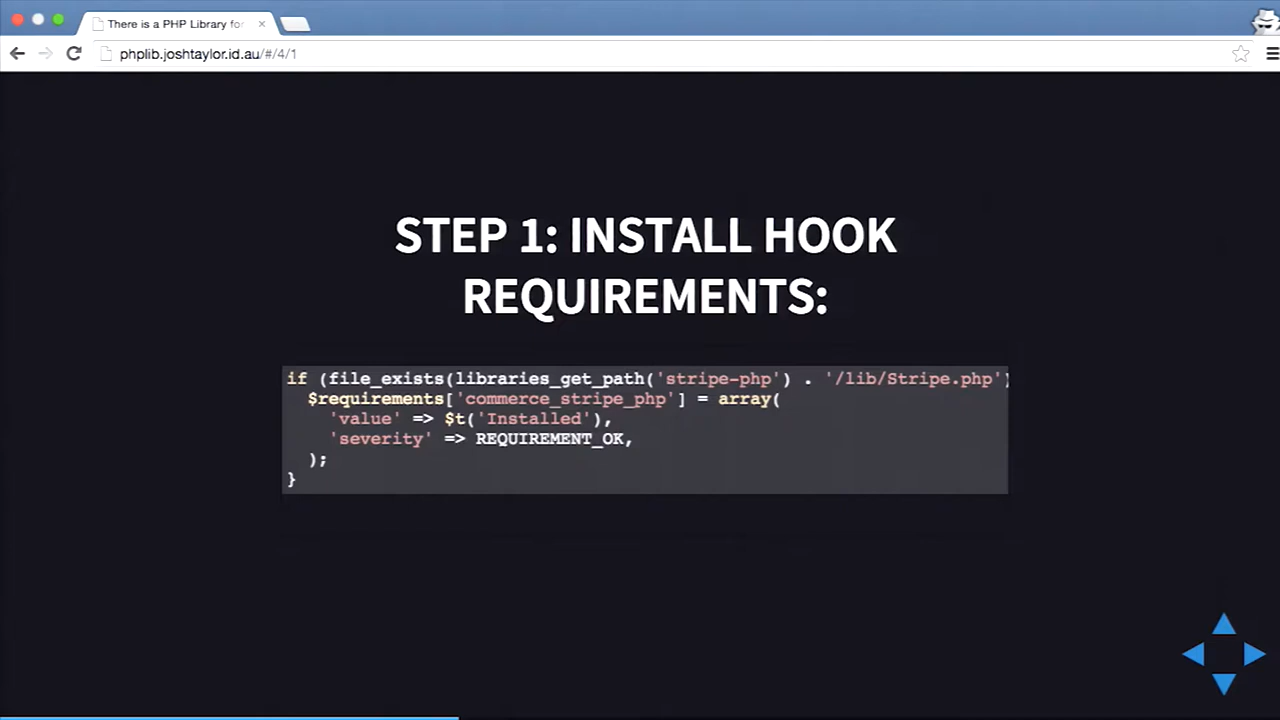 There is a PHP Library for
phplib.joshtaylor.id.au/#/4/1
STEP 1: INSTALL HOOK
REQUIREMENTS:
if (file_exists(libraries_get_path('stripe-php') . '/lib/Stripe.php')
$requirements['commerce_stripe_php'] = array(
'value' => $t('Installed'),
'severity' => REQUIREMENT_OK,
);
}